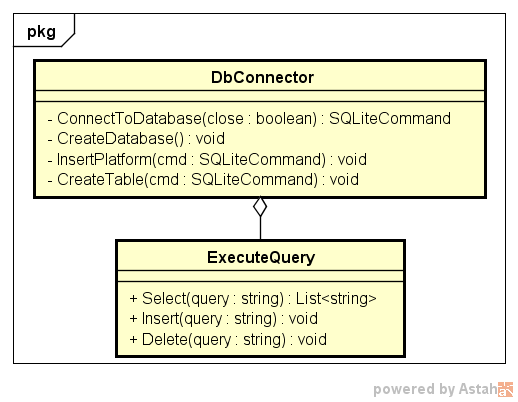 pkg
DbConnector
- ConnectToDatabase(close : boolean) : SQLiteCommand
- CreateDatabase() : void
- InsertPlatform(cmd : SQLiteCommand) : void
- CreateTable(cmd : SQLiteCommand) : void
ExecuteQuery
+ Select(query : string) : List<string>
+ Insert(query : string) : void
+ Delete(query : string) : void
powered by Astah